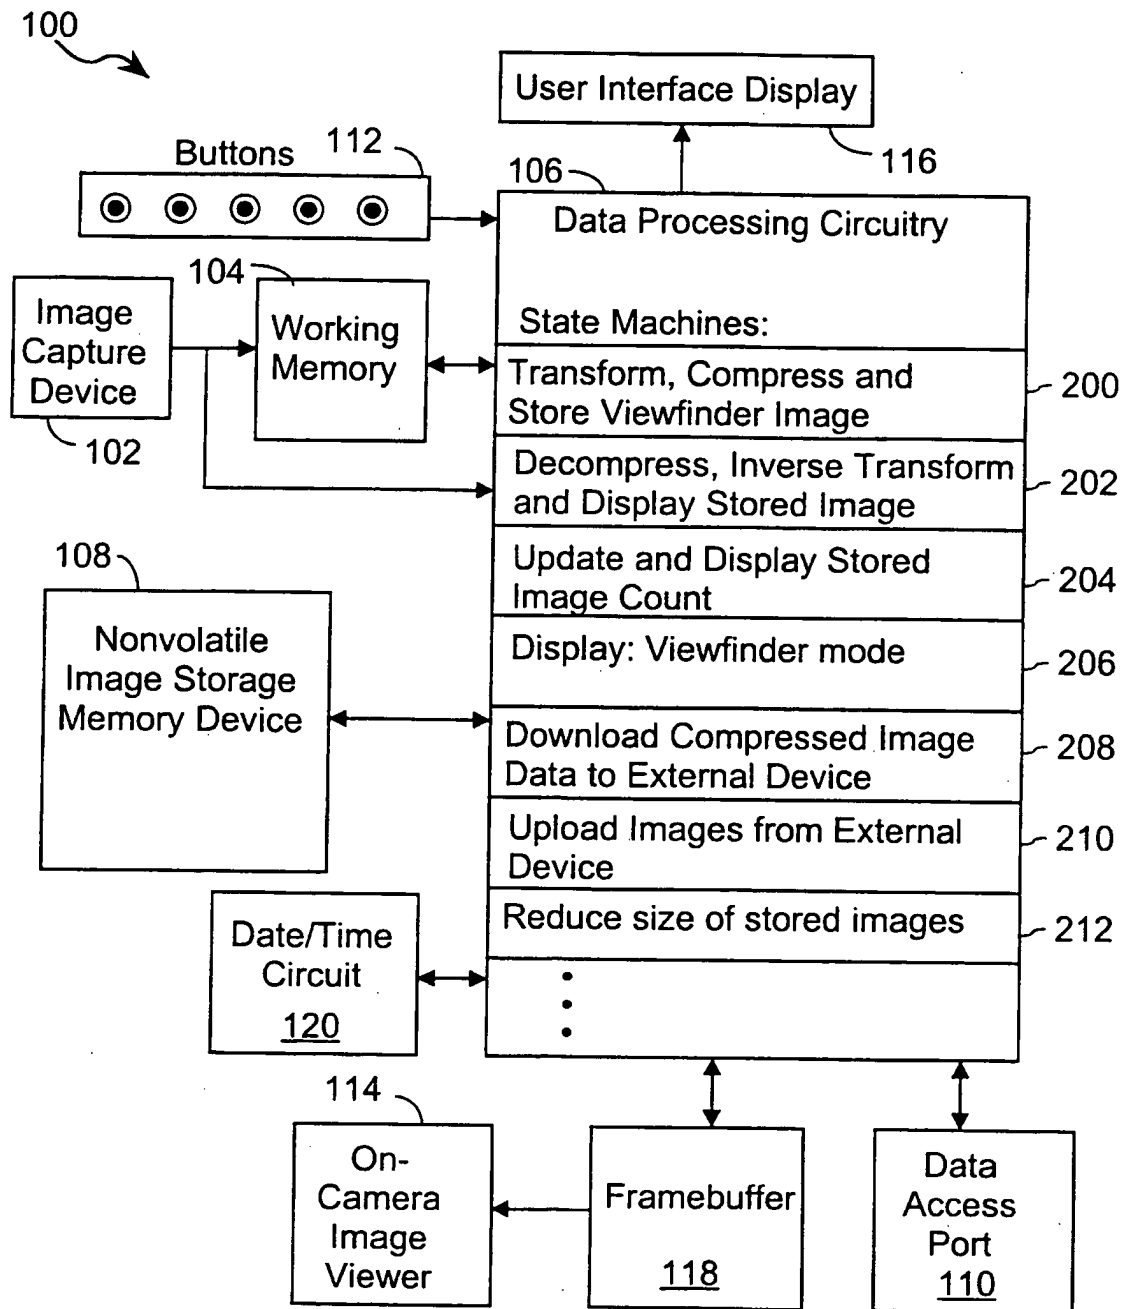 100
User Interface Display
116
Buttons
112
106
Data Processing Circuitry
State Machines:
104
Working
Memory
Image
Capture
Device
102
Transform, Compress and
Store Viewfinder Image
200
Decompress, Inverse Transform
and Display Stored Image
202
Update and Display Stored
Image Count
204
Display: Viewfinder mode
206
Download Compressed Image
Data to External Device
208
Upload Images from External
Device
210
Reduce size of stored images
212
108
Nonvolatile
Image Storage
Memory Device
Date/Time
Circuit
120
114
On-
Camera
Image
Viewer
Framebuffer
118
Data
Access
Port
110